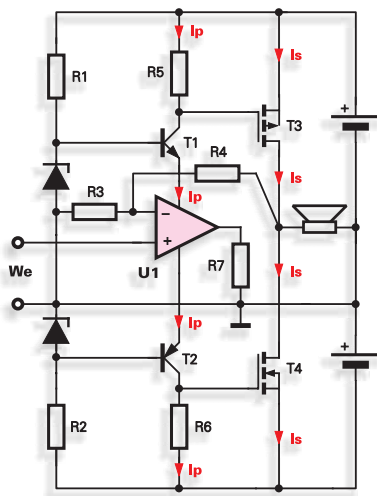 Ip
Is
R1
R5
+
T3
T1
R4
Is
R3
Ip
−
+
We
U1
R7
Is
Ip
+
T2
T4
R2
R6
Is
Ip